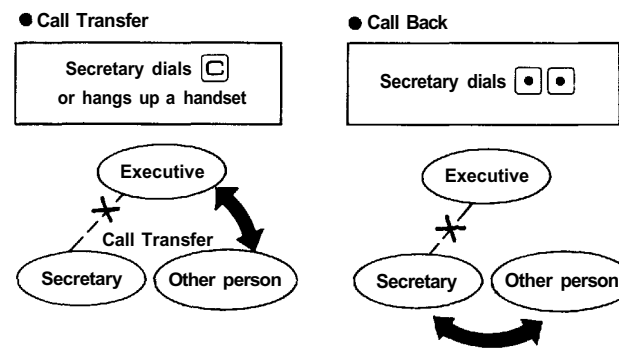 ● Call Transfer
Secretary dials C
or hangs up a handset
Executive
Call Transfer
Secretary
Other person
● Call Back
Secretary dials • •
Executive
Secretary
Other person